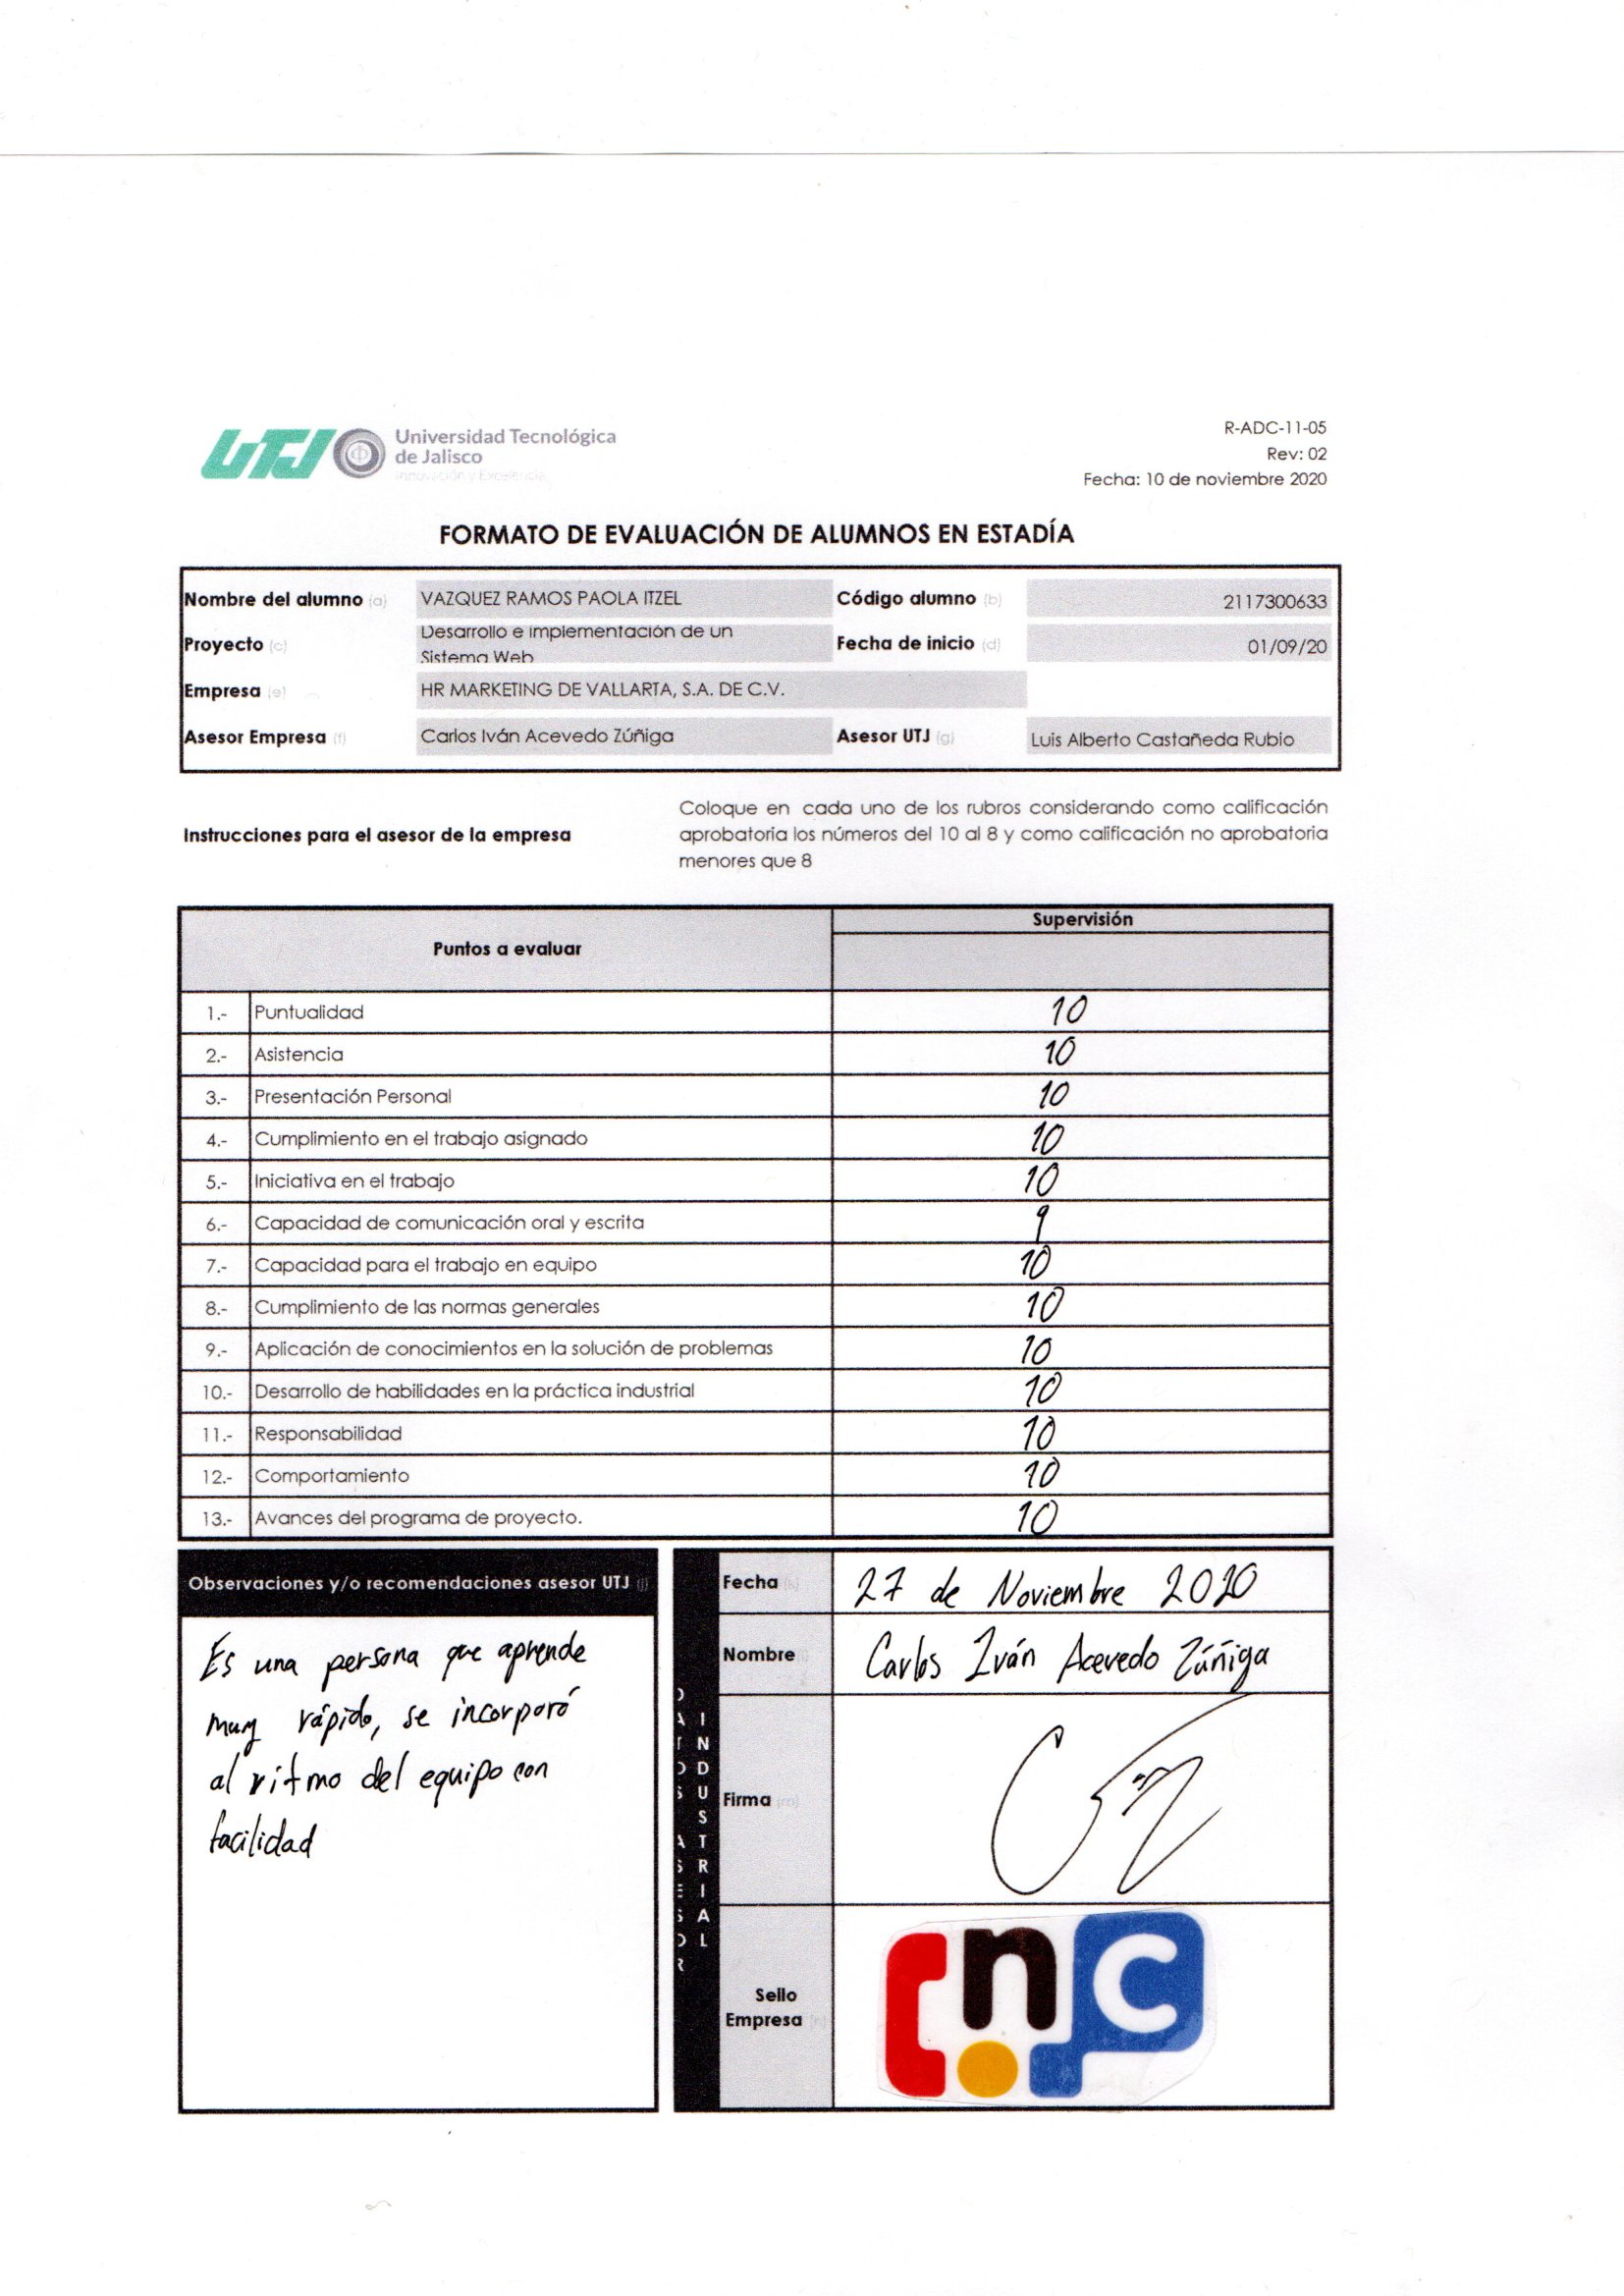 UTJ
Universidad Tecnológica
de Jalisco
Innovación y Excelencia
R-ADC-11-05
Rev: 02
Fecha: 10 de noviembre 2020
FORMATO DE EVALUACIÓN DE ALUMNOS EN ESTADÍA
Nombre del alumno (a) VAZQUEZ RAMOS PAOLA ITZEL Código alumno (b) 2117300633
Proyecto (c) Desarrollo e implementación de un
Sistema Web Fecha de inicio (d) 01/09/20
Empresa (e) HR MARKETING DE VALLARTA, S.A. DE C.V.
Asesor Empresa (f) Carlos Iván Acevedo Zúñiga Asesor UTJ (g) Luis Alberto Castañeda Rubio
Instrucciones para el asesor de la empresa
Coloque en cada uno de los rubros considerando como calificación
aprobatoria los números del 10 al 8 y como calificación no aprobatoria
menores que 8
Puntos a evaluar Supervisión
1.- Puntualidad 10
2.- Asistencia 10
3.- Presentación Personal 10
4.- Cumplimiento en el trabajo asignado 10
5.- Iniciativa en el trabajo 10
6.- Capacidad de comunicación oral y escrita 9
7.- Capacidad para el trabajo en equipo 10
8.- Cumplimiento de las normas generales 10
9.- Aplicación de conocimientos en la solución de problemas 10
10.- Desarrollo de habilidades en la práctica industrial 10
11.- Responsabilidad 10
12.- Comportamiento 10
13.- Avances del programa de proyecto. 10
Observaciones y/o recomendaciones asesor UTJ (j)
Es una persona que aprende
muy rápido, se incorporó
al ritmo del equipo con
facilidad
DATOS ASESOR
INDUSTRIAL
Fecha 27 de Noviembre 2020
Nombre Carlos Iván Acevedo Zúñiga
Firma (m)
Sello
Empresa
nc